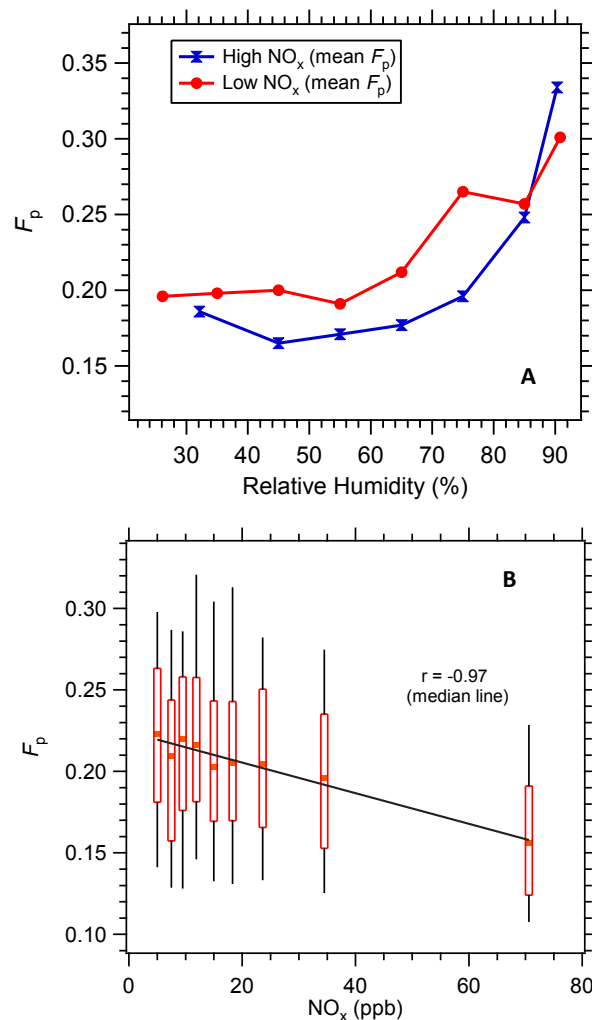 High NOx (mean Fp)
Low NOx (mean Fp)
0.35
0.30
0.25
0.20
0.15
Fp
A
30 40 50 60 70 80 90
Relative Humidity (%)
B
0.30
0.25
0.20
0.15
0.10
Fp
r = -0.97
(median line)
0 20 40 60 80
NOx (ppb)